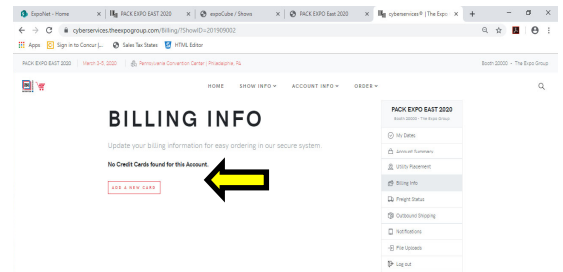 ExpoNet - Home
PACK EXPO EAST 2020
expoCube / Shows
PACK EXPO East 2020
cyberservices® | The Expo
cyberservices.theexpogroup.com/Billing/?ShowID=201909002
Apps
Sign in to Concur |...
Sales Tax States
HTML Editor
PACK EXPO EAST 2020
March 3-5, 2020
Pennsylvania Convention Center | Philadelphia, PA
Booth 20000 • The Expo Group
HOME
SHOW INFO
ACCOUNT INFO
ORDER
BILLING INFO
Update your billing information for easy ordering in our secure system.
No Credit Cards found for this Account.
ADD A NEW CARD
PACK EXPO EAST 2020
Booth 20000 - The Expo Group
My Dates
Account Summary
Utility Placement
Billing Info
Freight Status
Outbound Shipping
Notifications
File Uploads
Log out